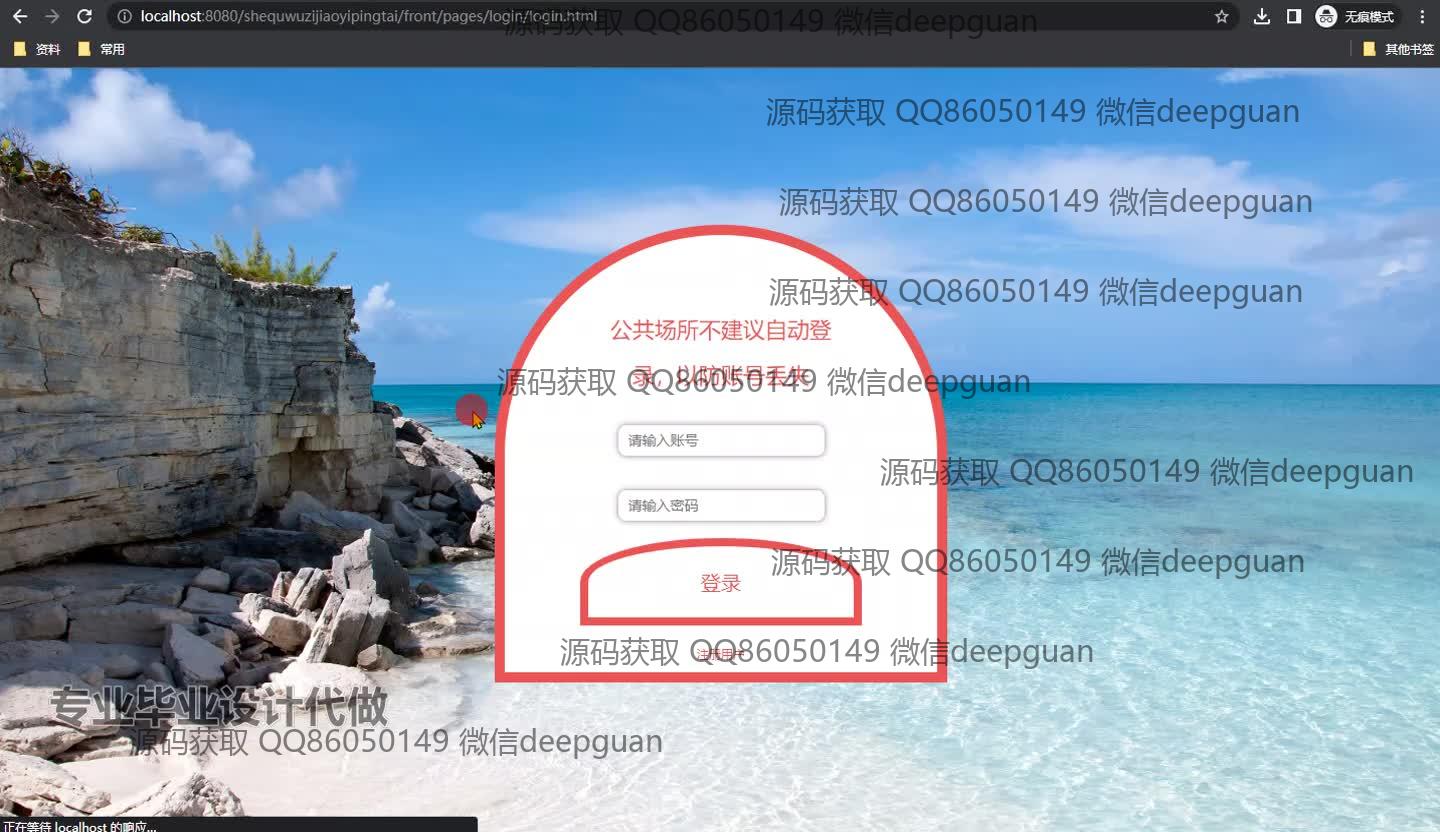 localhost:8080/shequwuzijiaoyipingtai/front/pages/login/login.html
源码获取 QQ86050149 微信deepguan
无痕模式
资料
常用
其他书签
源码获取 QQ86050149 微信deepguan
源码获取 QQ86050149 微信deepguan
源码获取 QQ86050149 微信deepguan
公共场所不建议自动登
录，以防账号丢失
源码获取 QQ86050149 微信deepguan
请输入账号
源码获取 QQ86050149 微信deepguan
请输入密码
源码获取 QQ86050149 微信deepguan
登录
源码获取 QQ86050149 微信deepguan
注册用户
专业毕业设计代做
源码获取 QQ86050149 微信deepguan
正在等待 localhost 的响应...